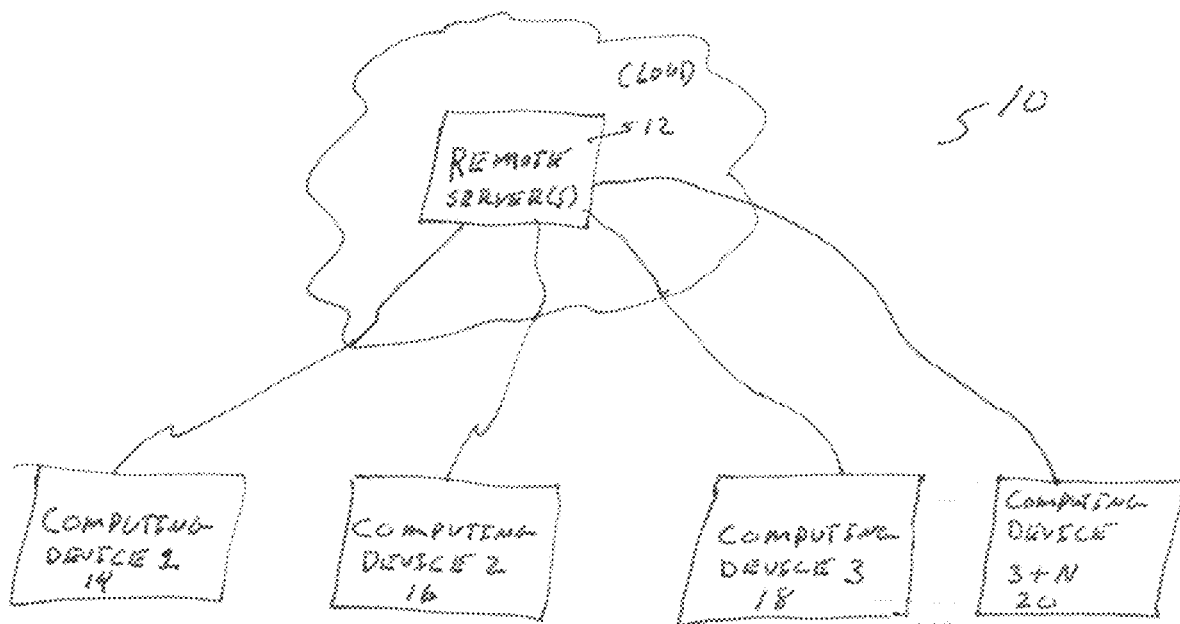 CLOUD
10
12
REMOTE
SERVER(S)
COMPUTING
DEVICE 1
14
COMPUTING
DEVICE 2
16
COMPUTING
DEVICE 3
18
COMPUTING
DEVICE
3+N
20